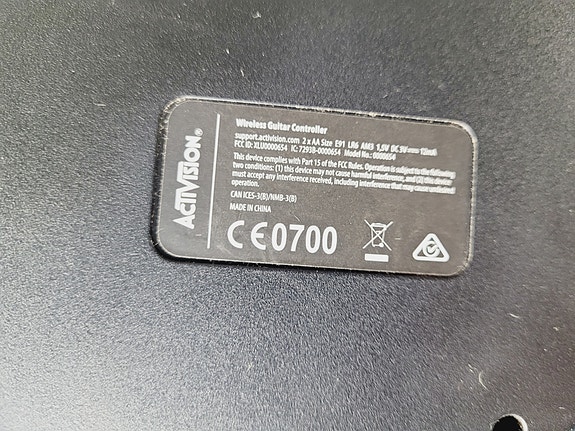 ACTIVISION®
Wireless Guitar Controller
support.activision.com 2 x AA Size E91 LR6 AM3 1,5V DC 3V⎓ 12mA
FCC ID: XLU0000654 IC: 7293B-0000654 Model No.: 0000654
This device complies with Part 15 of the FCC Rules. Operation is subject to the following
two conditions: (1) this device may not cause harmful interference, and (2) this device
must accept any interference received, including interference that may cause undesired
operation.
CAN ICES-3(B)/NMB-3(B)
MADE IN CHINA
CE0700